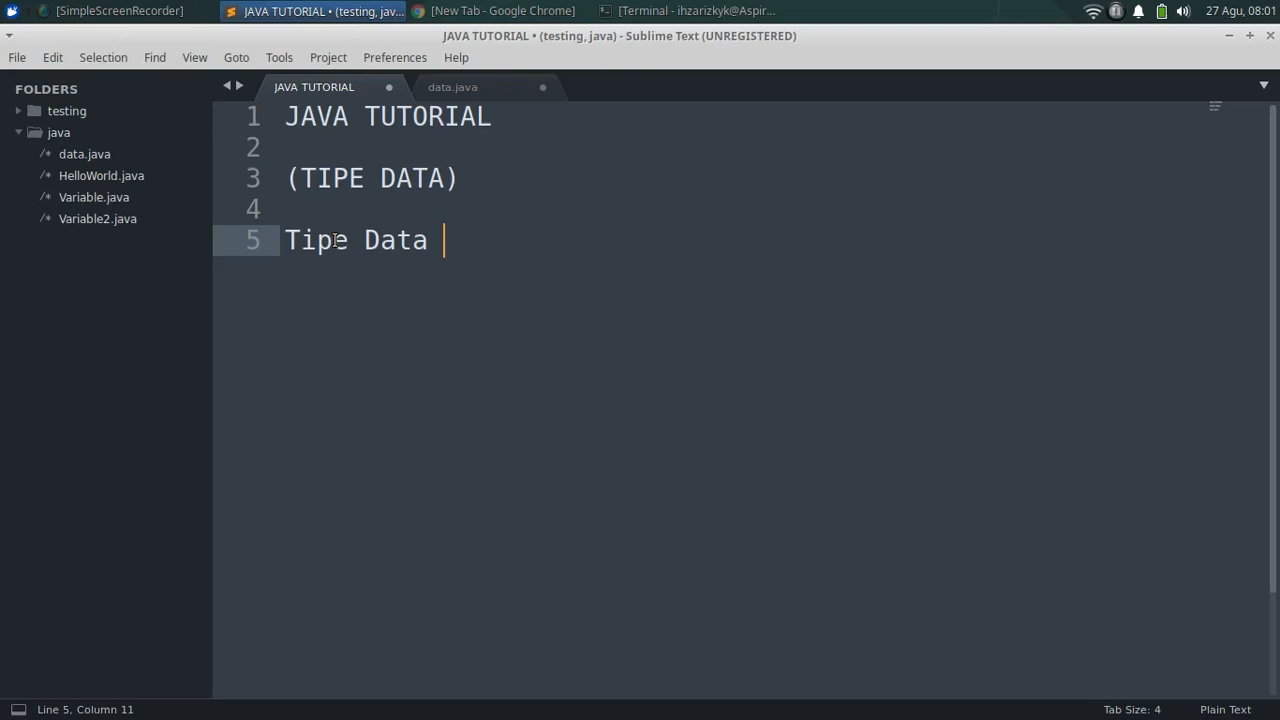 [SimpleScreenRecorder] JAVA TUTORIAL • (testing, jav... [New Tab - Google Chrome] [Terminal - ihzarizkyk@Aspir... 27 Agu, 08:01
JAVA TUTORIAL • (testing, java) - Sublime Text (UNREGISTERED)
File Edit Selection Find View Goto Tools Project Preferences Help
FOLDERS
testing
java
/* data.java
/* HelloWorld.java
/* Variable.java
/* Variable2.java
JAVA TUTORIAL data.java
1 JAVA TUTORIAL
2
3 (TIPE DATA)
4
5 Tipe Data
Line 5, Column 11 Tab Size: 4 Plain Text